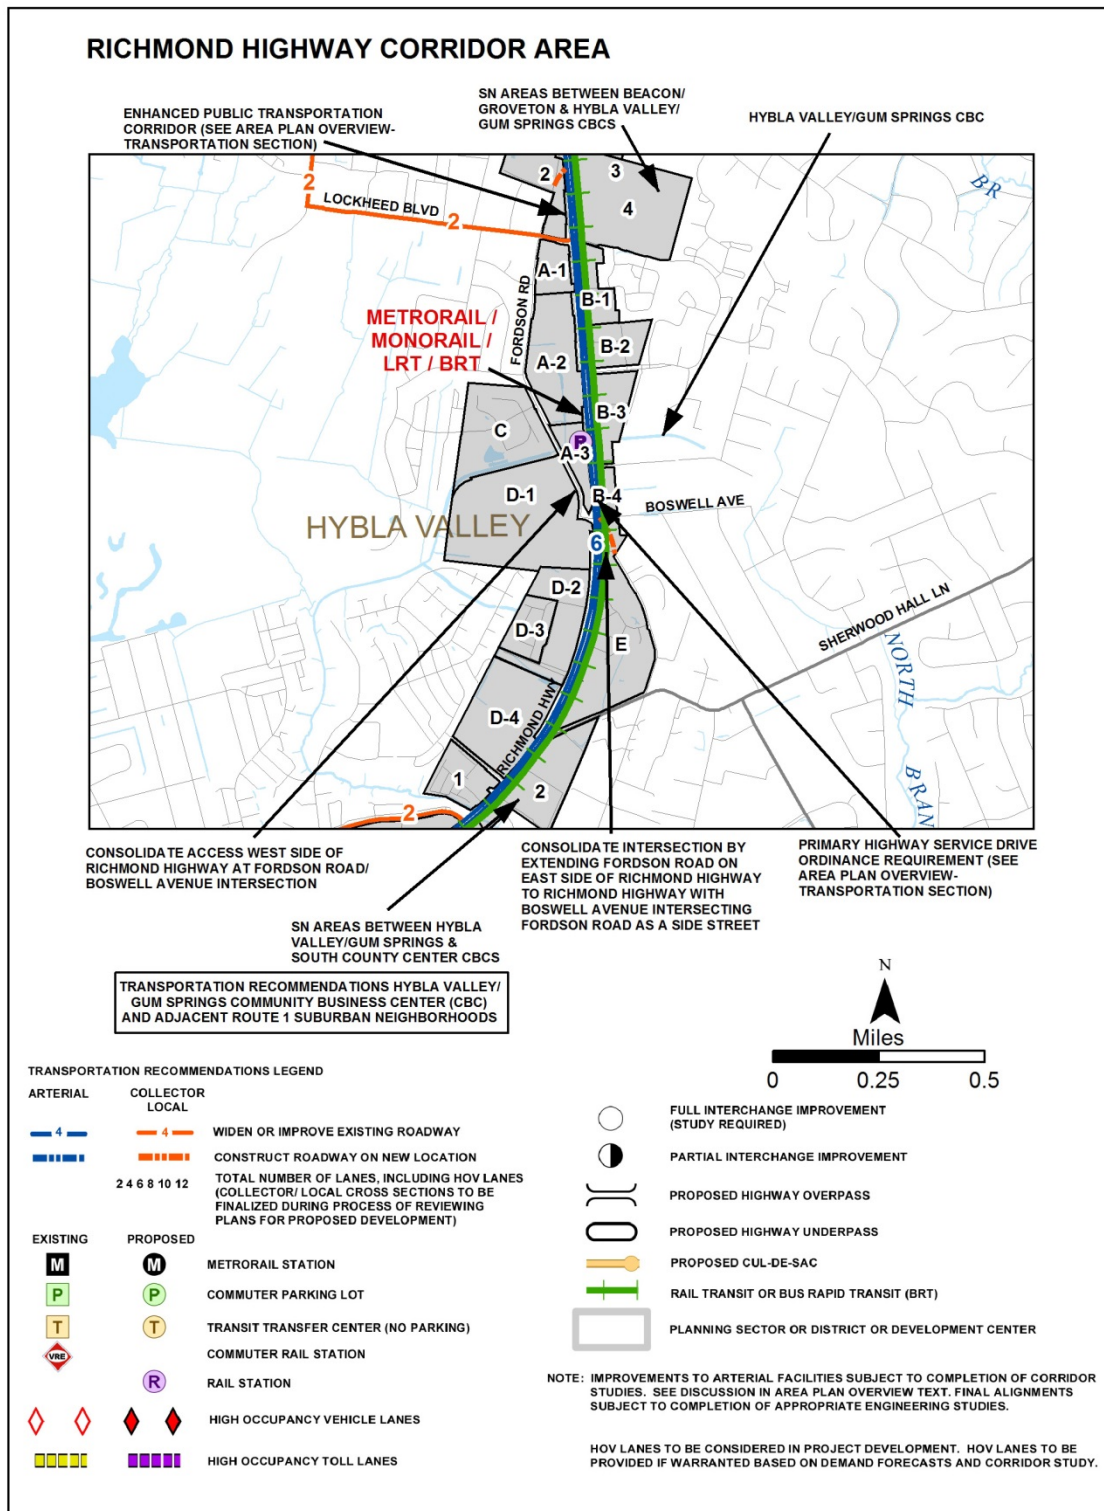 RICHMOND HIGHWAY CORRIDOR AREA
ENHANCED PUBLIC TRANSPORTATION
CORRIDOR (SEE AREA PLAN OVERVIEW-
TRANSPORTATION SECTION)
SN AREAS BETWEEN BEACON/
GROVETON & HYBLA VALLEY/
GUM SPRINGS CBCS
HYBLA VALLEY/GUM SPRINGS CBC
2
2
3
BR
LOCKHEED BLVD
2
4
A-1
FORDSON RD
B-1
METRORAIL /
MONORAIL /
LRT / BRT
A-2
B-2
B-3
C
A-3
D-1
B-4
BOSWELL AVE
HYBLA VALLEY
6
D-2
D-3
E
SHERWOOD HALL LN
NORTH
BRAN
D-4
RICHMOND HWY
1
2
2
CONSOLIDATE ACCESS WEST SIDE OF
RICHMOND HIGHWAY AT FORDSON ROAD/
BOSWELL AVENUE INTERSECTION
CONSOLIDATE INTERSECTION BY
EXTENDING FORDSON ROAD ON
EAST SIDE OF RICHMOND HIGHWAY
TO RICHMOND HIGHWAY WITH
BOSWELL AVENUE INTERSECTING
FORDSON ROAD AS A SIDE STREET
PRIMARY HIGHWAY SERVICE DRIVE
ORDINANCE REQUIREMENT (SEE
AREA PLAN OVERVIEW-
TRANSPORTATION SECTION)
SN AREAS BETWEEN HYBLA
VALLEY/GUM SPRINGS &
SOUTH COUNTY CENTER CBCS
TRANSPORTATION RECOMMENDATIONS HYBLA VALLEY/
GUM SPRINGS COMMUNITY BUSINESS CENTER (CBC)
AND ADJACENT ROUTE 1 SUBURBAN NEIGHBORHOODS
N
Miles
0 0.25 0.5
TRANSPORTATION RECOMMENDATIONS LEGEND
ARTERIAL
COLLECTOR
LOCAL
4 4 WIDEN OR IMPROVE EXISTING ROADWAY
CONSTRUCT ROADWAY ON NEW LOCATION
2 4 6 8 10 12
TOTAL NUMBER OF LANES, INCLUDING HOV LANES
(COLLECTOR/ LOCAL CROSS SECTIONS TO BE
FINALIZED DURING PROCESS OF REVIEWING
PLANS FOR PROPOSED DEVELOPMENT)
EXISTING PROPOSED
M M METRORAIL STATION
P P COMMUTER PARKING LOT
T T TRANSIT TRANSFER CENTER (NO PARKING)
VRE COMMUTER RAIL STATION
R RAIL STATION
HIGH OCCUPANCY VEHICLE LANES
HIGH OCCUPANCY TOLL LANES
FULL INTERCHANGE IMPROVEMENT
(STUDY REQUIRED)
PARTIAL INTERCHANGE IMPROVEMENT
PROPOSED HIGHWAY OVERPASS
PROPOSED HIGHWAY UNDERPASS
PROPOSED CUL-DE-SAC
RAIL TRANSIT OR BUS RAPID TRANSIT (BRT)
PLANNING SECTOR OR DISTRICT OR DEVELOPMENT CENTER
NOTE: IMPROVEMENTS TO ARTERIAL FACILITIES SUBJECT TO COMPLETION OF CORRIDOR
STUDIES. SEE DISCUSSION IN AREA PLAN OVERVIEW TEXT. FINAL ALIGNMENTS
SUBJECT TO COMPLETION OF APPROPRIATE ENGINEERING STUDIES.
HOV LANES TO BE CONSIDERED IN PROJECT DEVELOPMENT. HOV LANES TO BE
PROVIDED IF WARRANTED BASED ON DEMAND FORECASTS AND CORRIDOR STUDY.